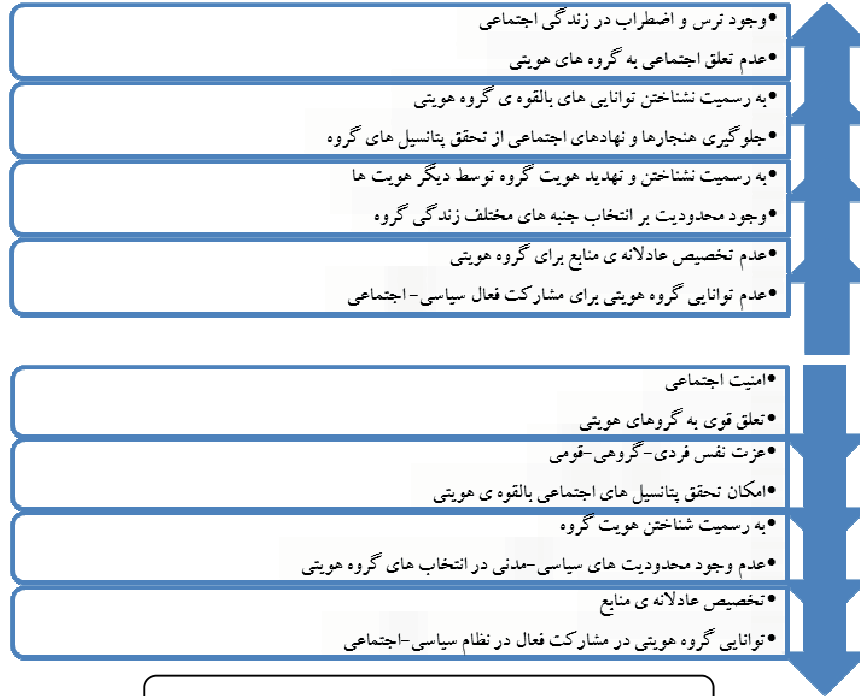 •وجود ترس و اضطراب در زندگی اجتماعی
•عدم تعلق اجتماعی به گروه های هویتی
•به رسمیت نشناختن توانایی های بالقوه ی گروه هویتی
•جلوگیری هنجارها و نهادهای اجتماعی از تحقق پتانسیل های گروه
•به رسمیت نشناختن و تهدید هویت گروه توسط دیگر هویت ها
•وجود محدودیت بر انتخاب جنبه های مختلف زندگی گروه
•عدم تخصیص عادلانه ی منابع برای گروه هویتی
•عدم توانایی گروه هویتی برای مشارکت فعال سیاسی-اجتماعی
•امنیت اجتماعی
•تعلق قوی به گروهای هویتی
•عزت نفس فردی-گروهی-قومی
•امکان تحقق پتانسیل های اجتماعی بالقوه ی هویتی
•به رسمیت شناختن هویت گروه
•عدم وجود محدودیت های سیاسی-مدنی در انتخاب های گروه هویتی
•تخصیص عادلانه ی منابع
•توانایی گروه هویتی در مشارکت فعال در نظام سیاسی-اجتماعی